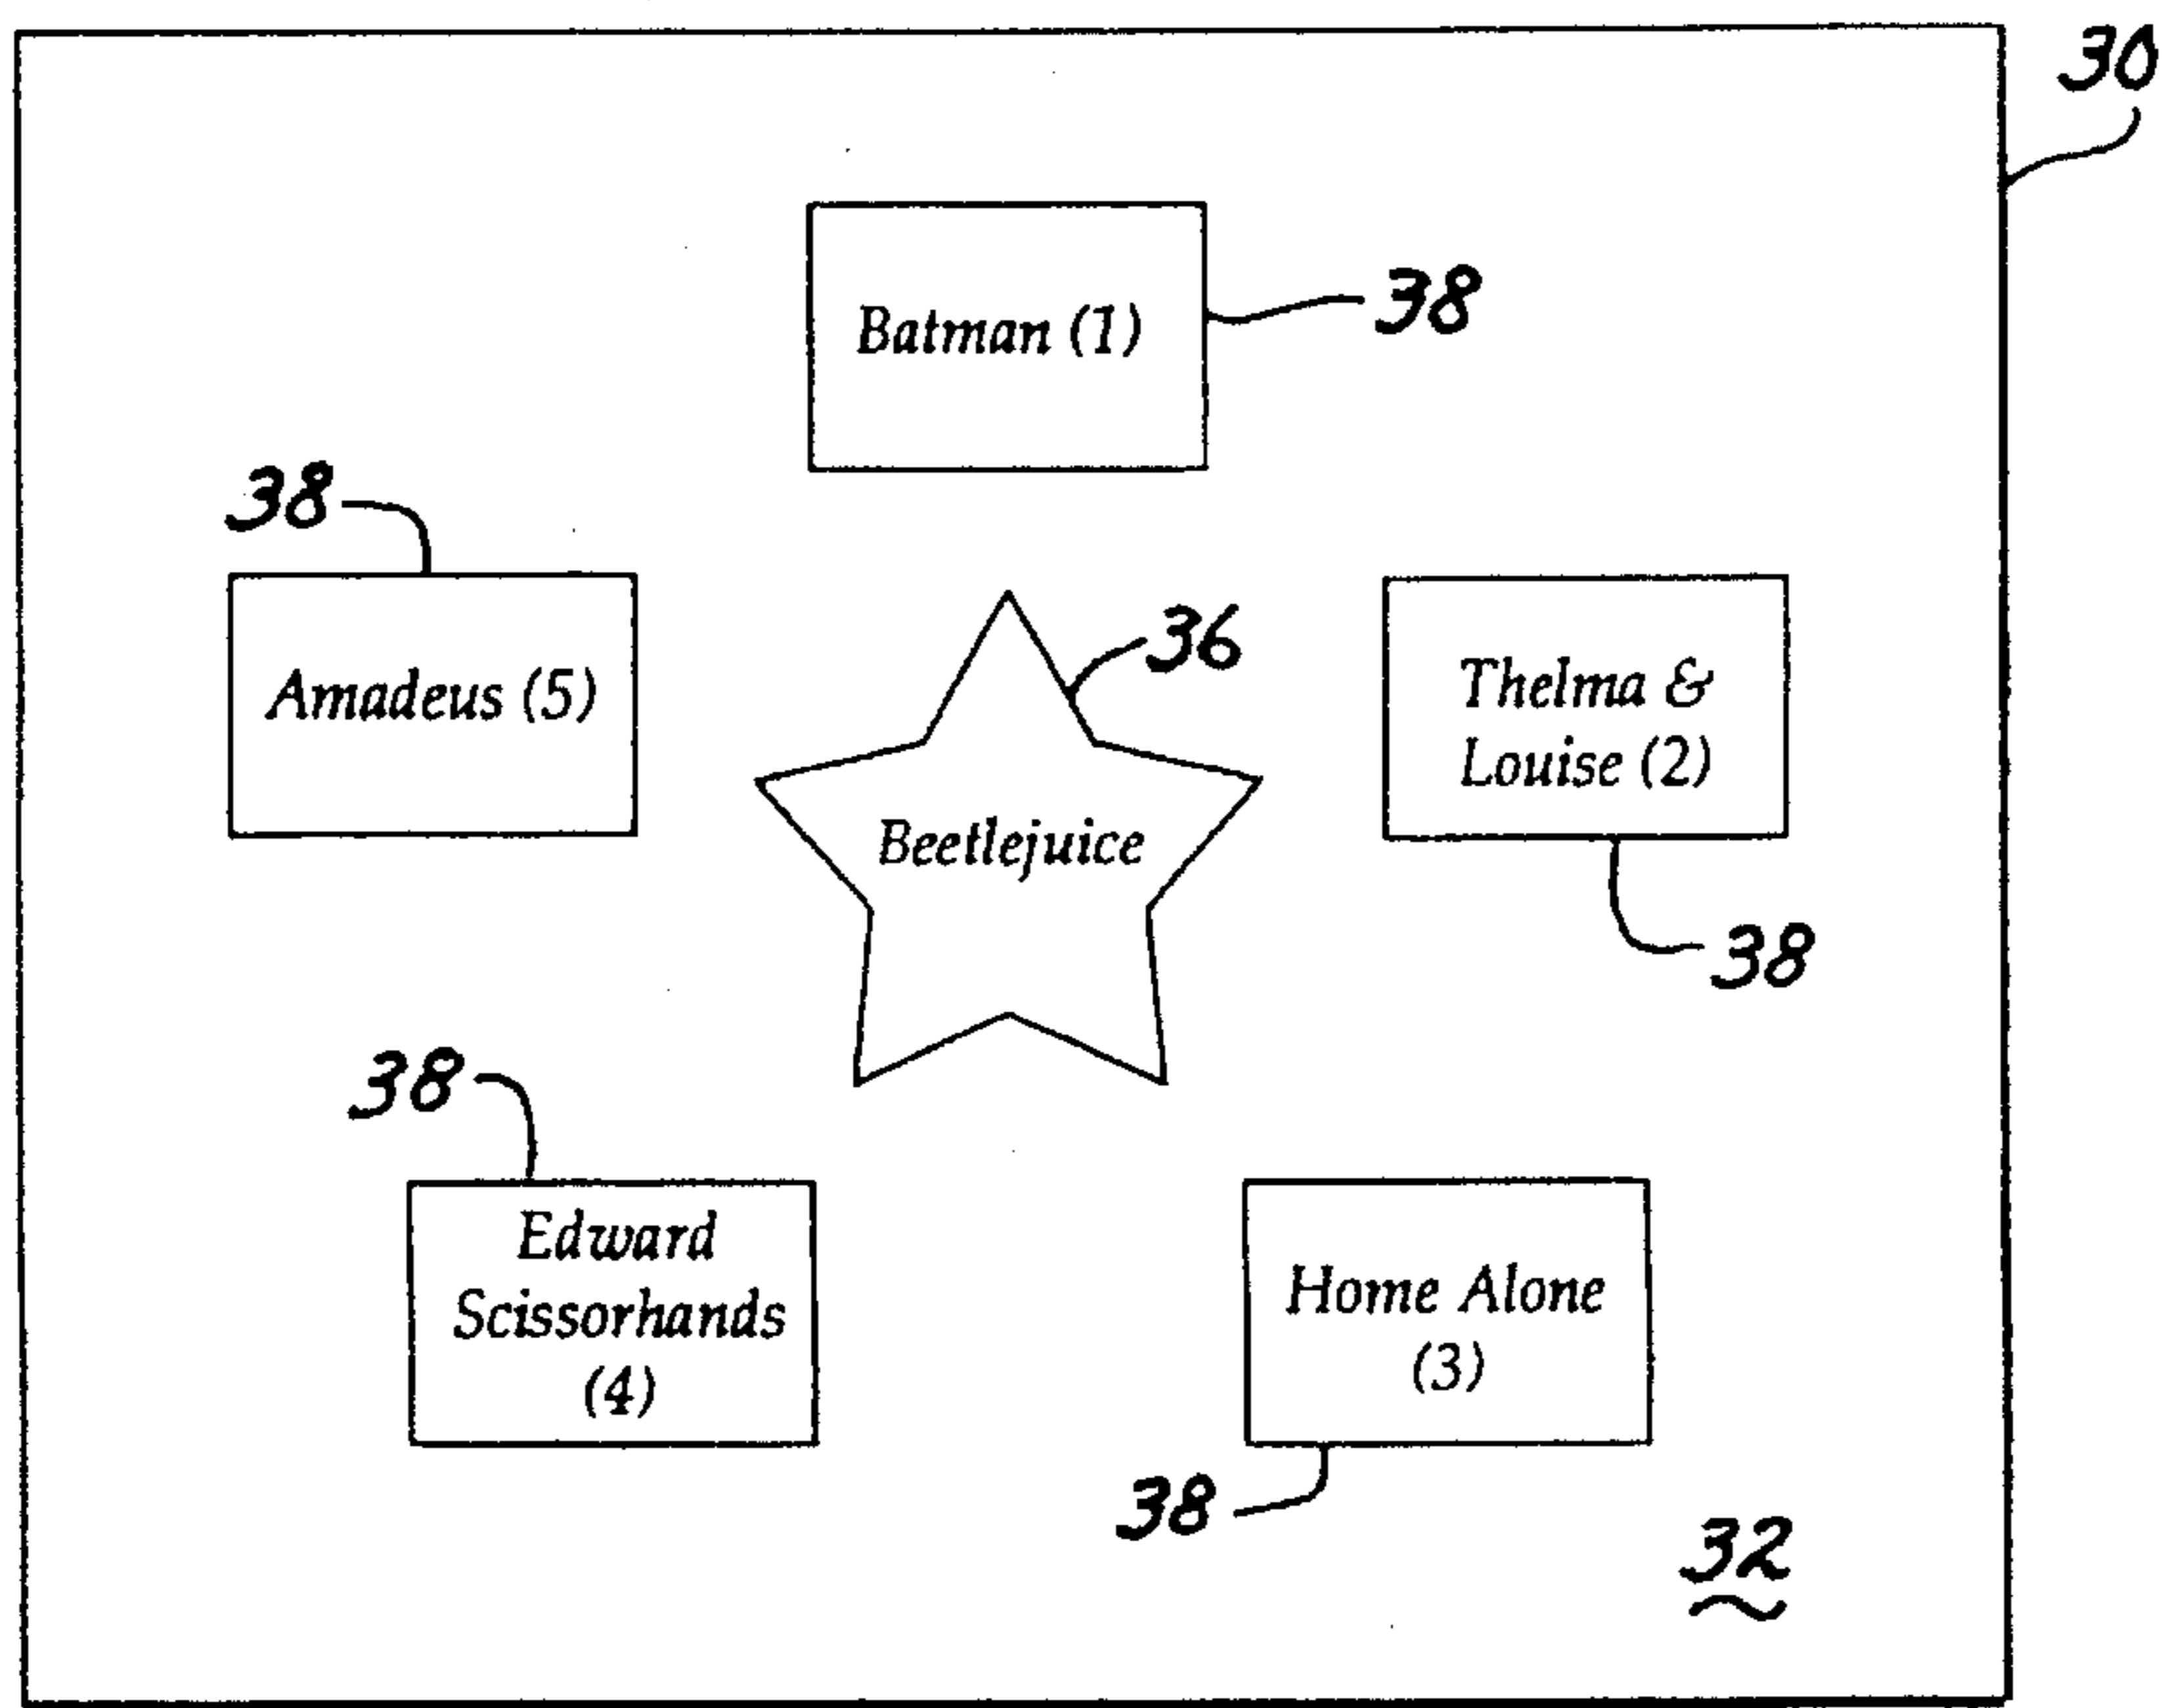 30
Batman (1)
38
38
Amadeus (5)
36
Thelma &
Louise (2)
Beetlejuice
38
38
Edward
Scissorhands
(4)
Home Alone
(3)
38
32